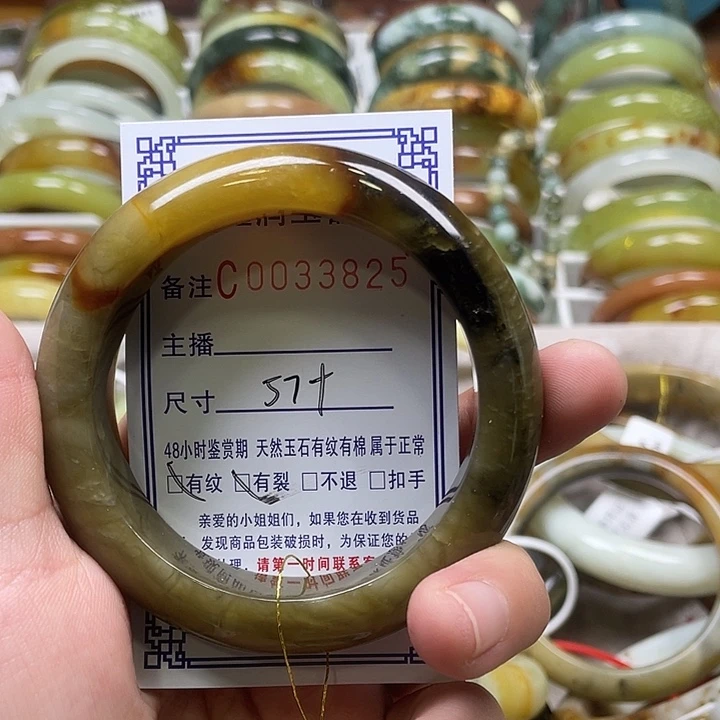 备注C0033825
主播
尺寸 57+
48小时鉴赏期 天然玉石有纹有棉 属于正常
☑有纹 ☑有裂 □不退 □扣手
亲爱的小姐姐们，如果您在收到货品
发现商品包装破损时，为保证您的
请第一时间联系客